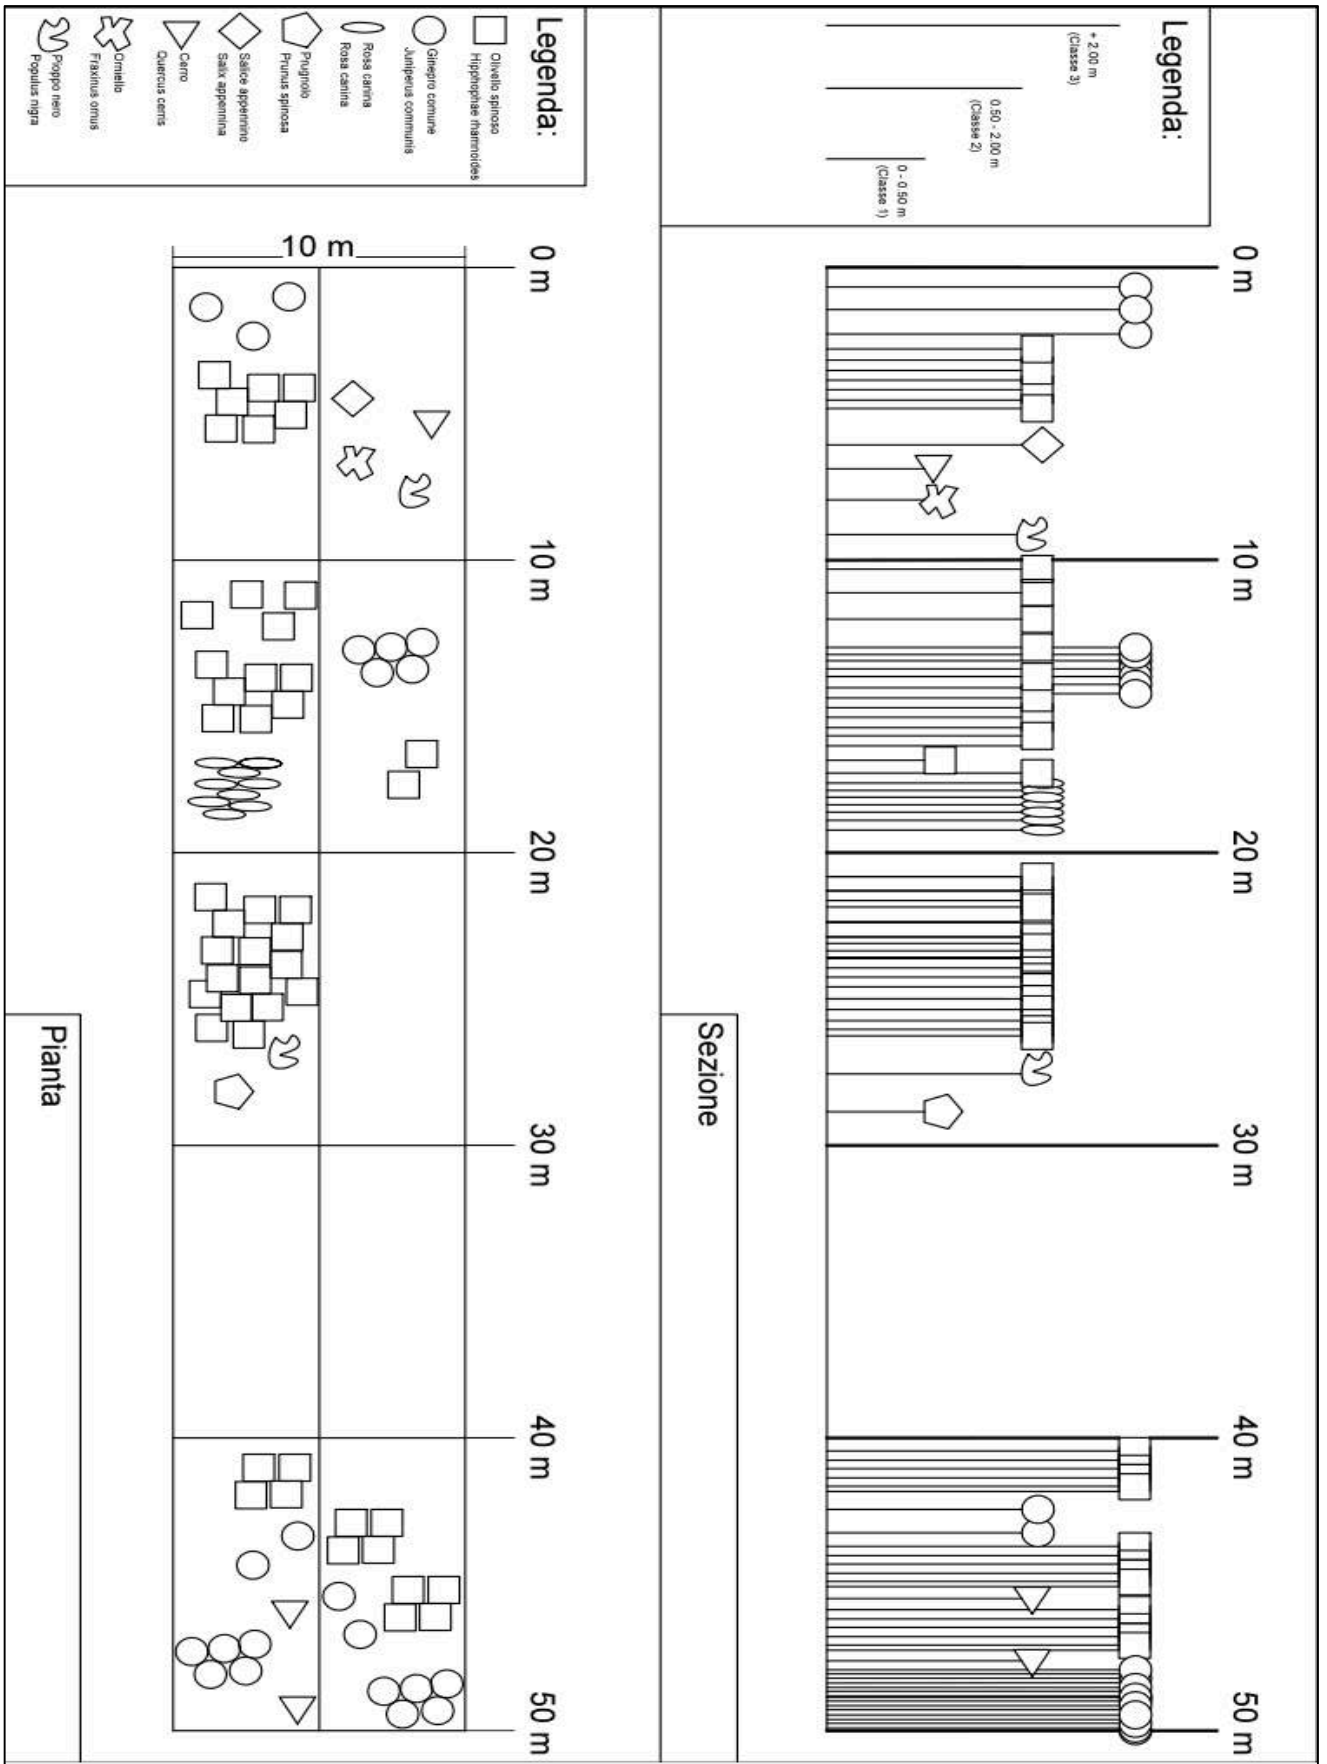 Legenda:
+ 2.00 m
(Classe 3)
0.50 - 2.00 m
(Classe 2)
0 - 0.50 m
(Classe 1)
0 m
10 m
20 m
30 m
40 m
50 m
Sezione
Legenda:
Olivello spinoso
Hipphophae rhamnoides
Ginepro comune
Juniperus communis
Rosa canina
Rosa canina
Prugnolo
Prunus spinosa
Salice appennino
Salix appennina
Cerro
Quercus cerris
Orniello
Fraxinus ornus
Pioppo nero
Populus nigra
0 m
10 m
20 m
30 m
40 m
50 m
10 m
Pianta